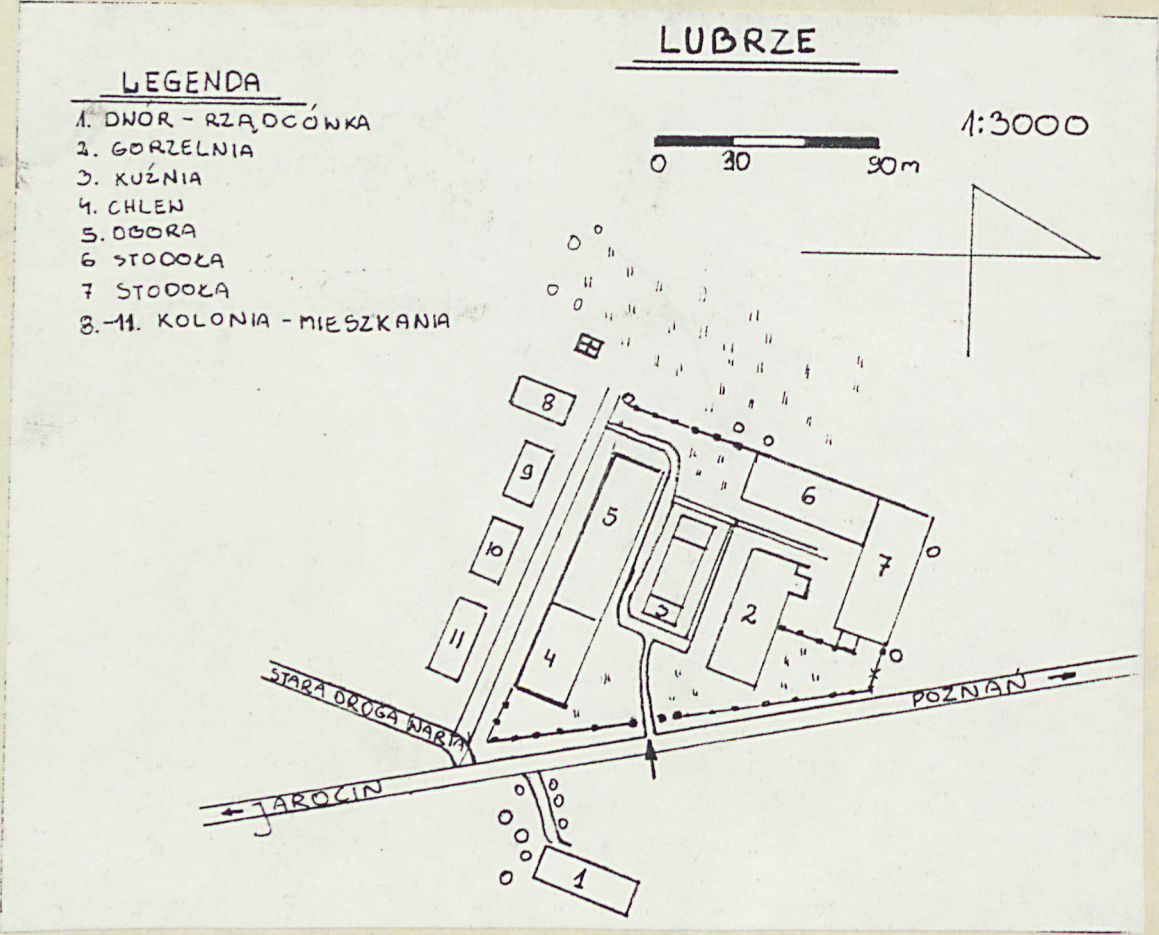 LUBRZE
LEGENDA
1. DWÓR - RZĄDCÓWKA
2. GORZELNIA
3. KUŹNIA
4. CHLEW
5. OBORA
6 STODOŁA
7 STODOŁA
8.-11. KOLONIA - MIESZKANIA
1:3000
0 30 90m
8
9
10
11
5
4
3
2
6
7
STARA DROGA WARTA
POZNAŃ
JAROCIN
1